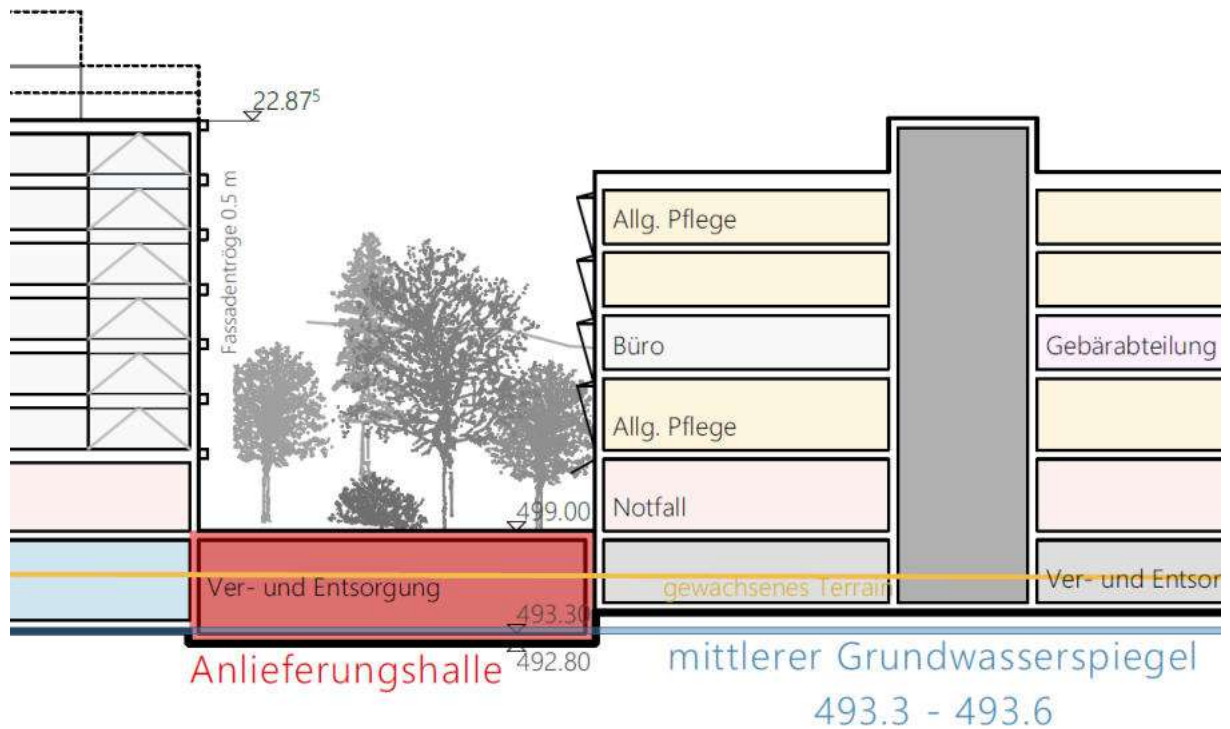 22.87⁵
Fassadentröge 0.5 m
Allg. Pflege
Büro
Gebärabteilung
Allg. Pflege
499.00
Notfall
Ver- und Entsorgung
gewachsenes Terrain
Ver- und Entsor
493.30
492.80
Anlieferungshalle
mittlerer Grundwasserspiegel
493.3 - 493.6